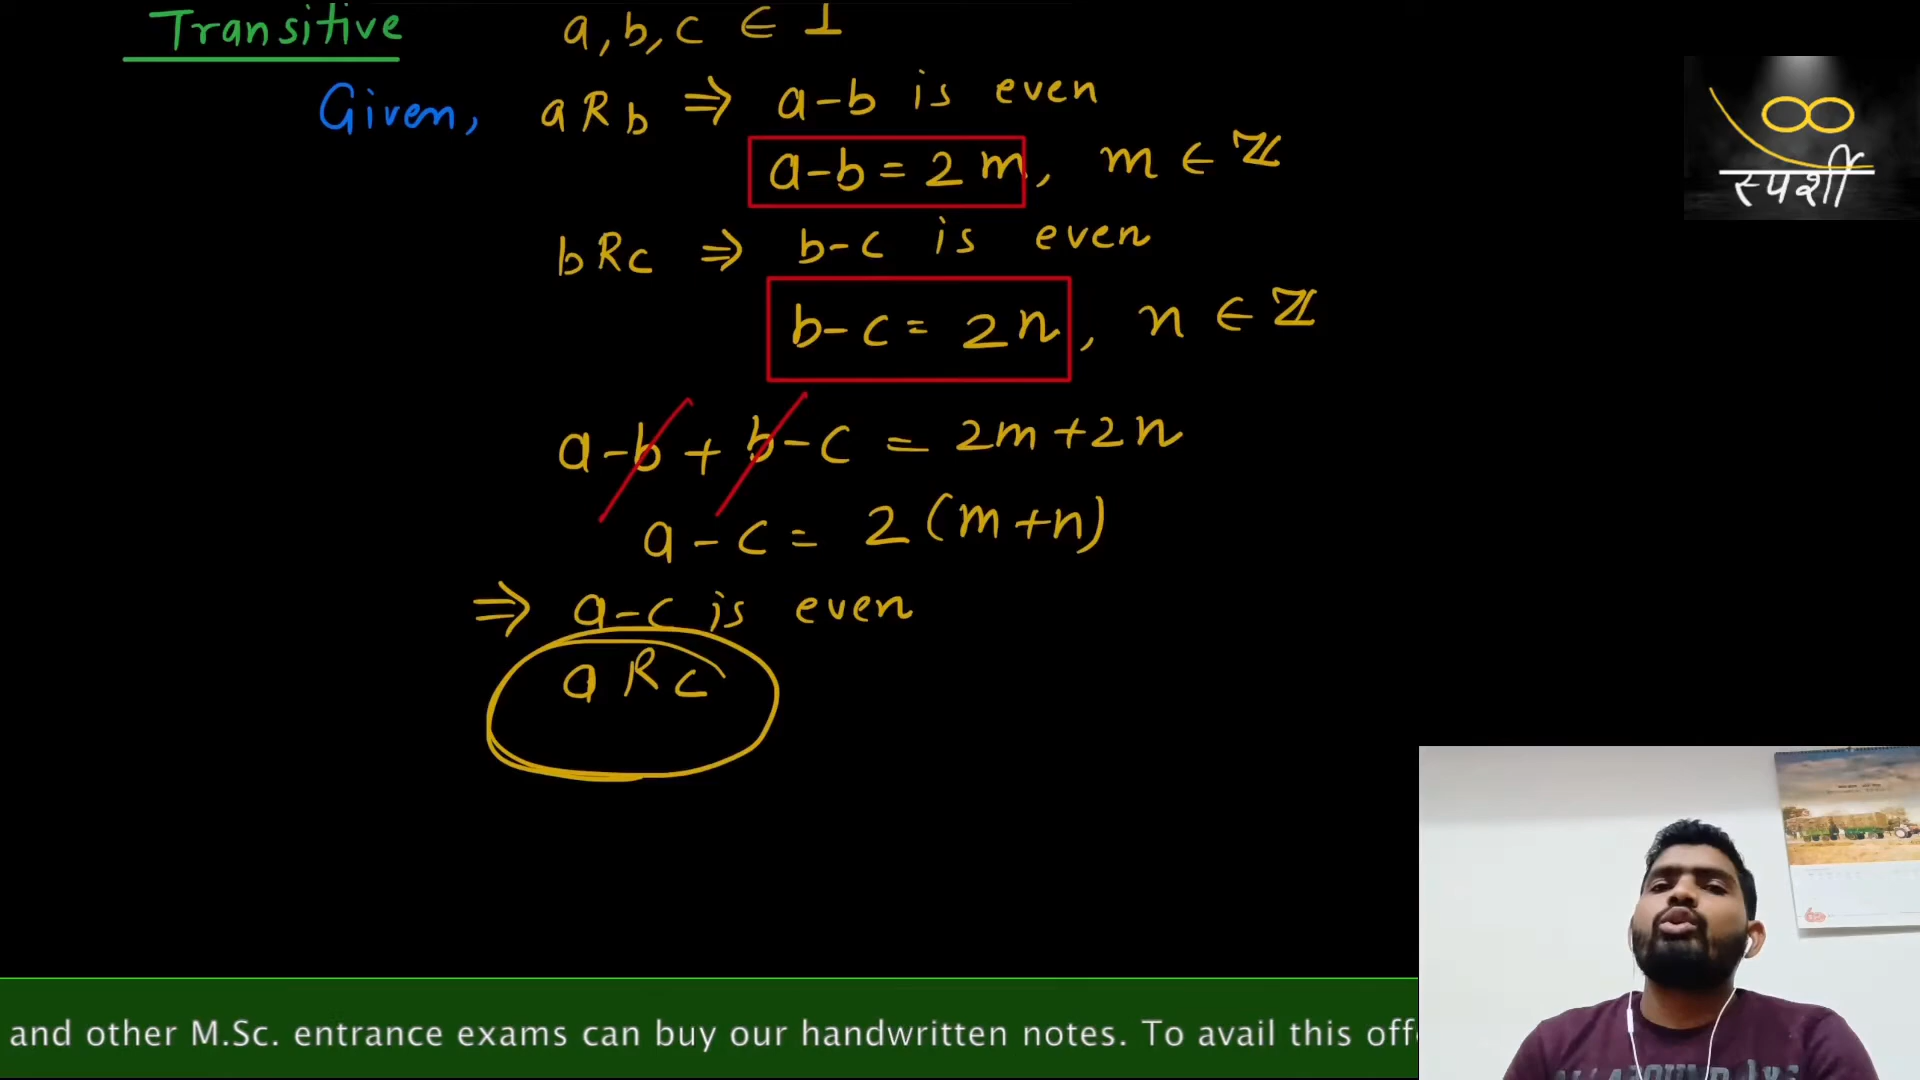 Transitive a, b, c ∈ I
Given, aRb ⇒ a-b is even
a-b = 2m, m ∈ ℤ
bRc ⇒ b-c is even
b-c = 2n, n ∈ ℤ
a-b + b-c = 2m+2n
a-c = 2(m+n)
⇒ a-c is even
aRc
स्पर्शी
and other M.Sc. entrance exams can buy our handwritten notes. To avail this off